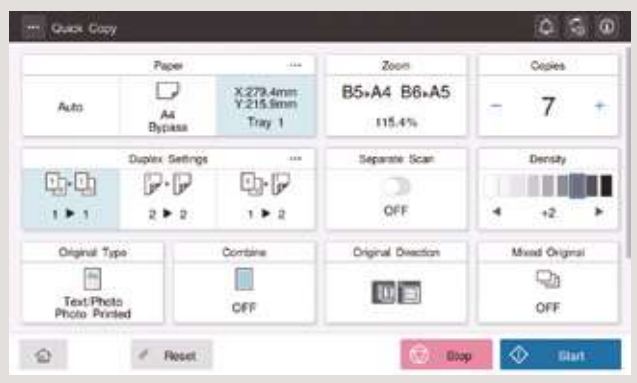 Quick Copy
Paper
Zoom
Copies
Auto
A4
Bypass
X:279.4mm
Y:215.9mm
Tray 1
B5▸A4 B6▸A5
115.4%
- 7 +
Duplex Settings
Separate Scan
Density
1 ▶ 1
2 ▶ 2
1 ▶ 2
OFF
+2
Original Type
Combine
Original Direction
Mixed Original
Text/Photo
Photo Printed
OFF
OFF
Reset
Stop
Start